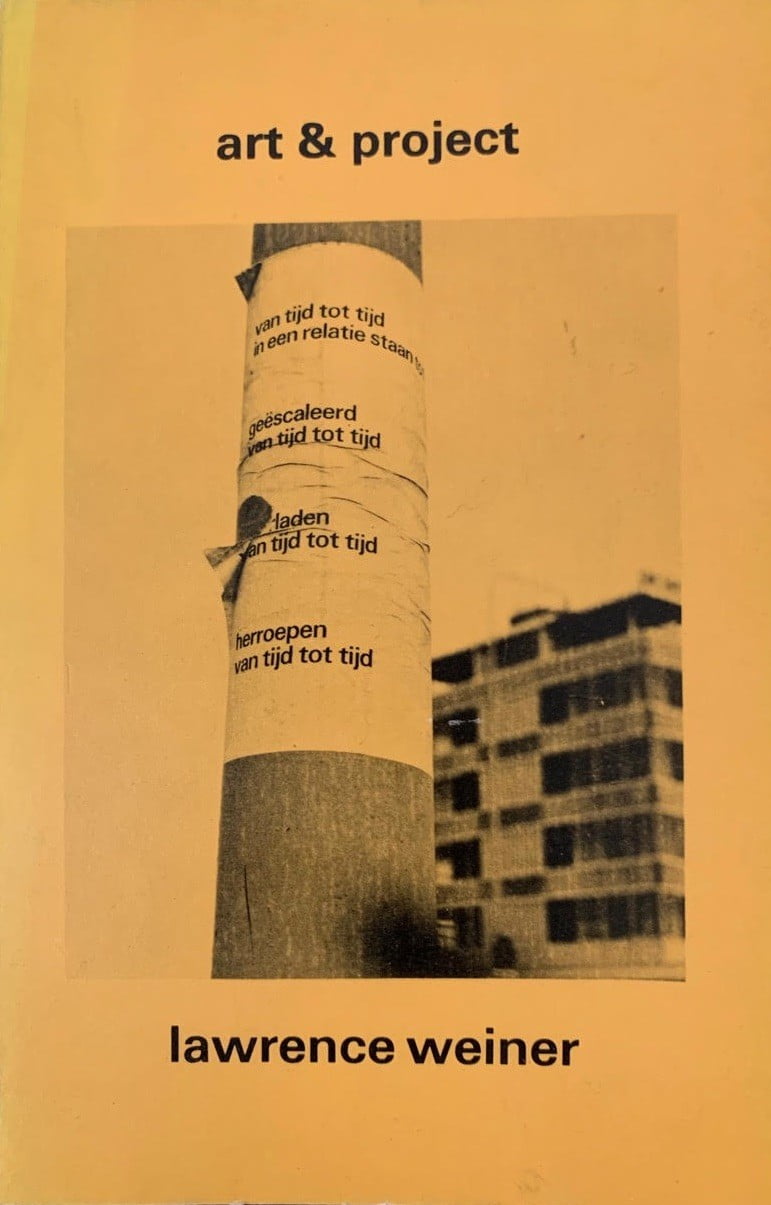 art & project
van tijd tot tijd
in een relatie staan
geëscaleerd
van tijd tot tijd
laden
van tijd tot tijd
herroepen
van tijd tot tijd
lawrence weiner